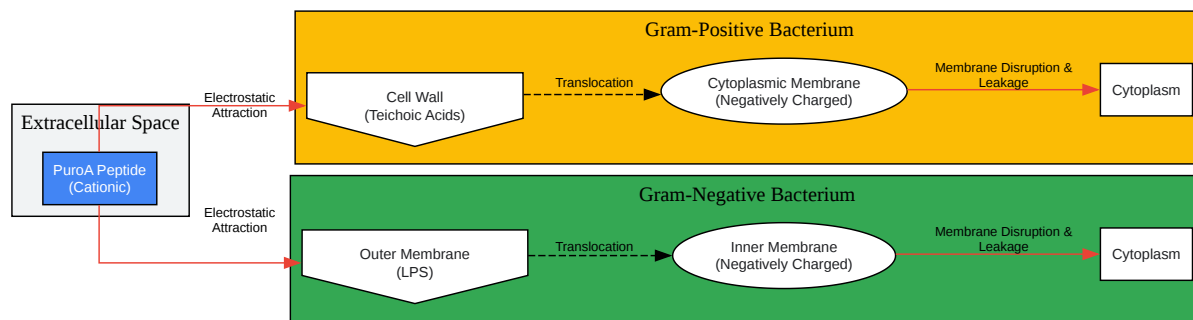 Extracellular Space
PuroA Peptide
(Cationic)
Electrostatic
Attraction
Gram-Positive Bacterium
Cell Wall
(Teichoic Acids)
Translocation
Cytoplasmic Membrane
(Negatively Charged)
Membrane Disruption &
Leakage
Cytoplasm
Electrostatic
Attraction
Gram-Negative Bacterium
Outer Membrane
(LPS)
Translocation
Inner Membrane
(Negatively Charged)
Membrane Disruption &
Leakage
Cytoplasm